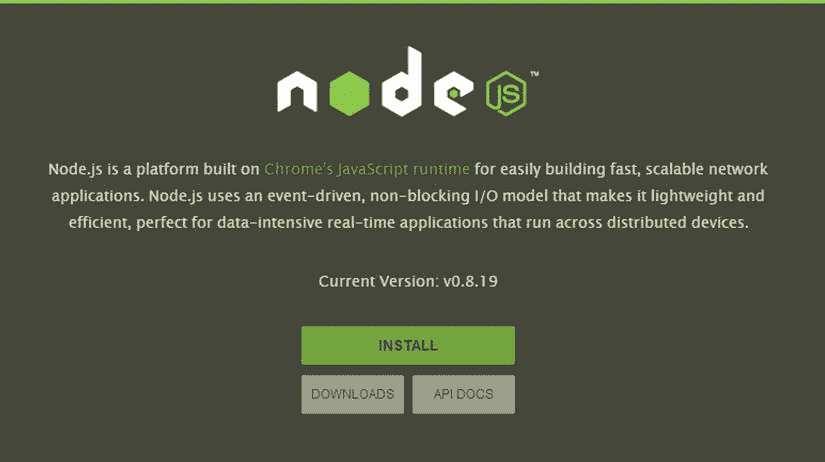 node JS ™
Node.js is a platform built on Chrome's JavaScript runtime for easily building fast, scalable network
applications. Node.js uses an event-driven, non-blocking I/O model that makes it lightweight and
efficient, perfect for data-intensive real-time applications that run across distributed devices.
Current Version: v0.8.19
INSTALL
DOWNLOADS API DOCS